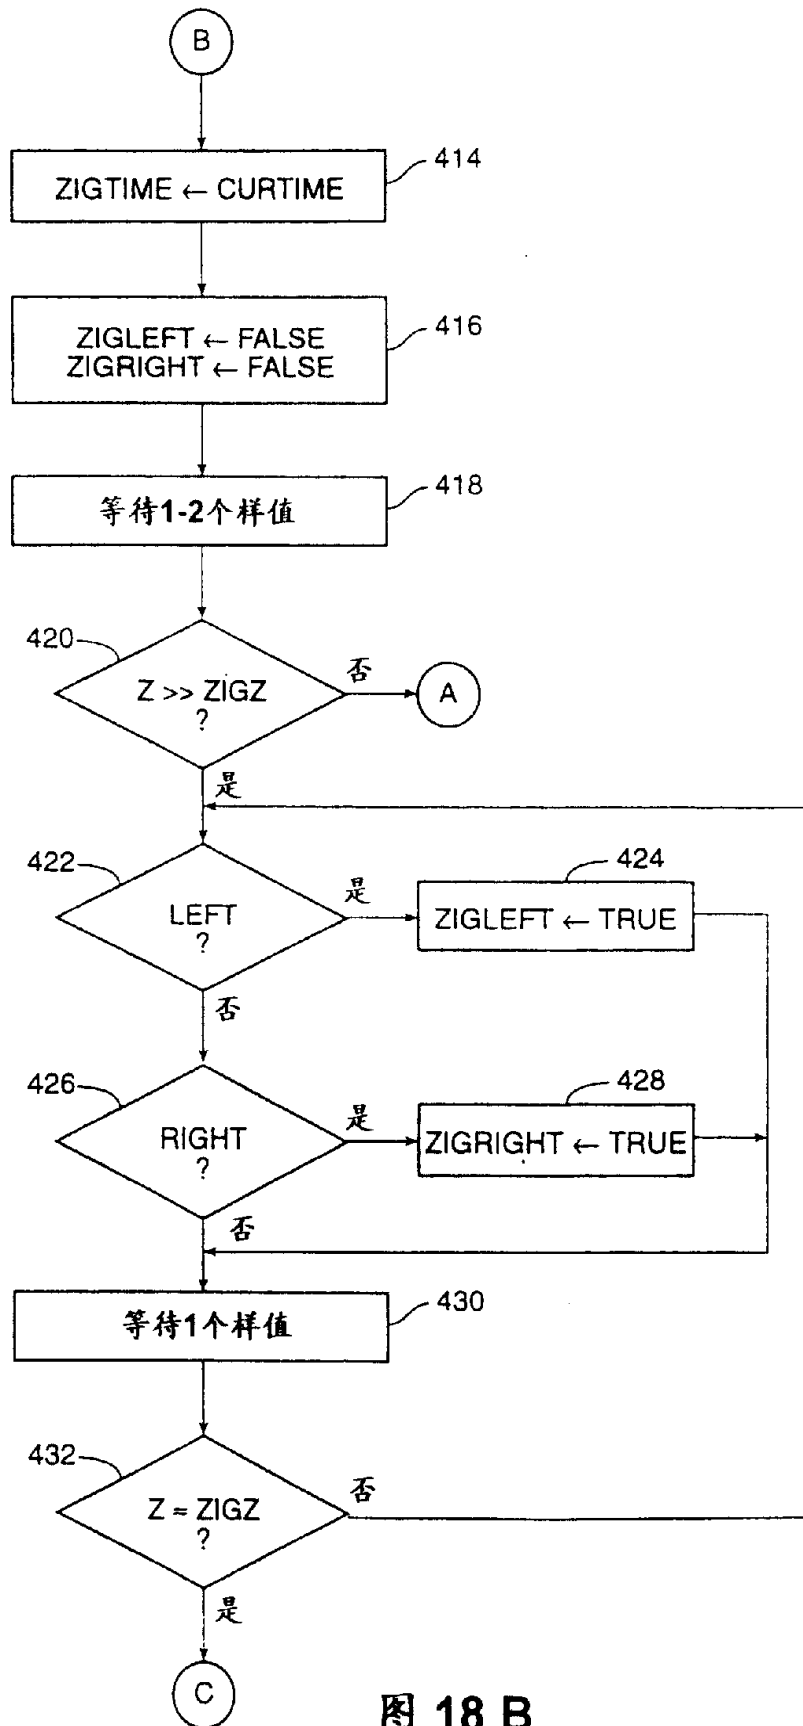 B
ZIGTIME ← CURTIME
414
ZIGLEFT ← FALSE
ZIGRIGHT ← FALSE
416
等待1-2个样值
418
420
Z >> ZIGZ
?
否
A
是
422
LEFT
?
是
424
ZIGLEFT ← TRUE
否
426
RIGHT
?
是
428
ZIGRIGHT ← TRUE
否
等待1个样值
430
432
Z ≈ ZIGZ
?
否
是
C
图 18 B